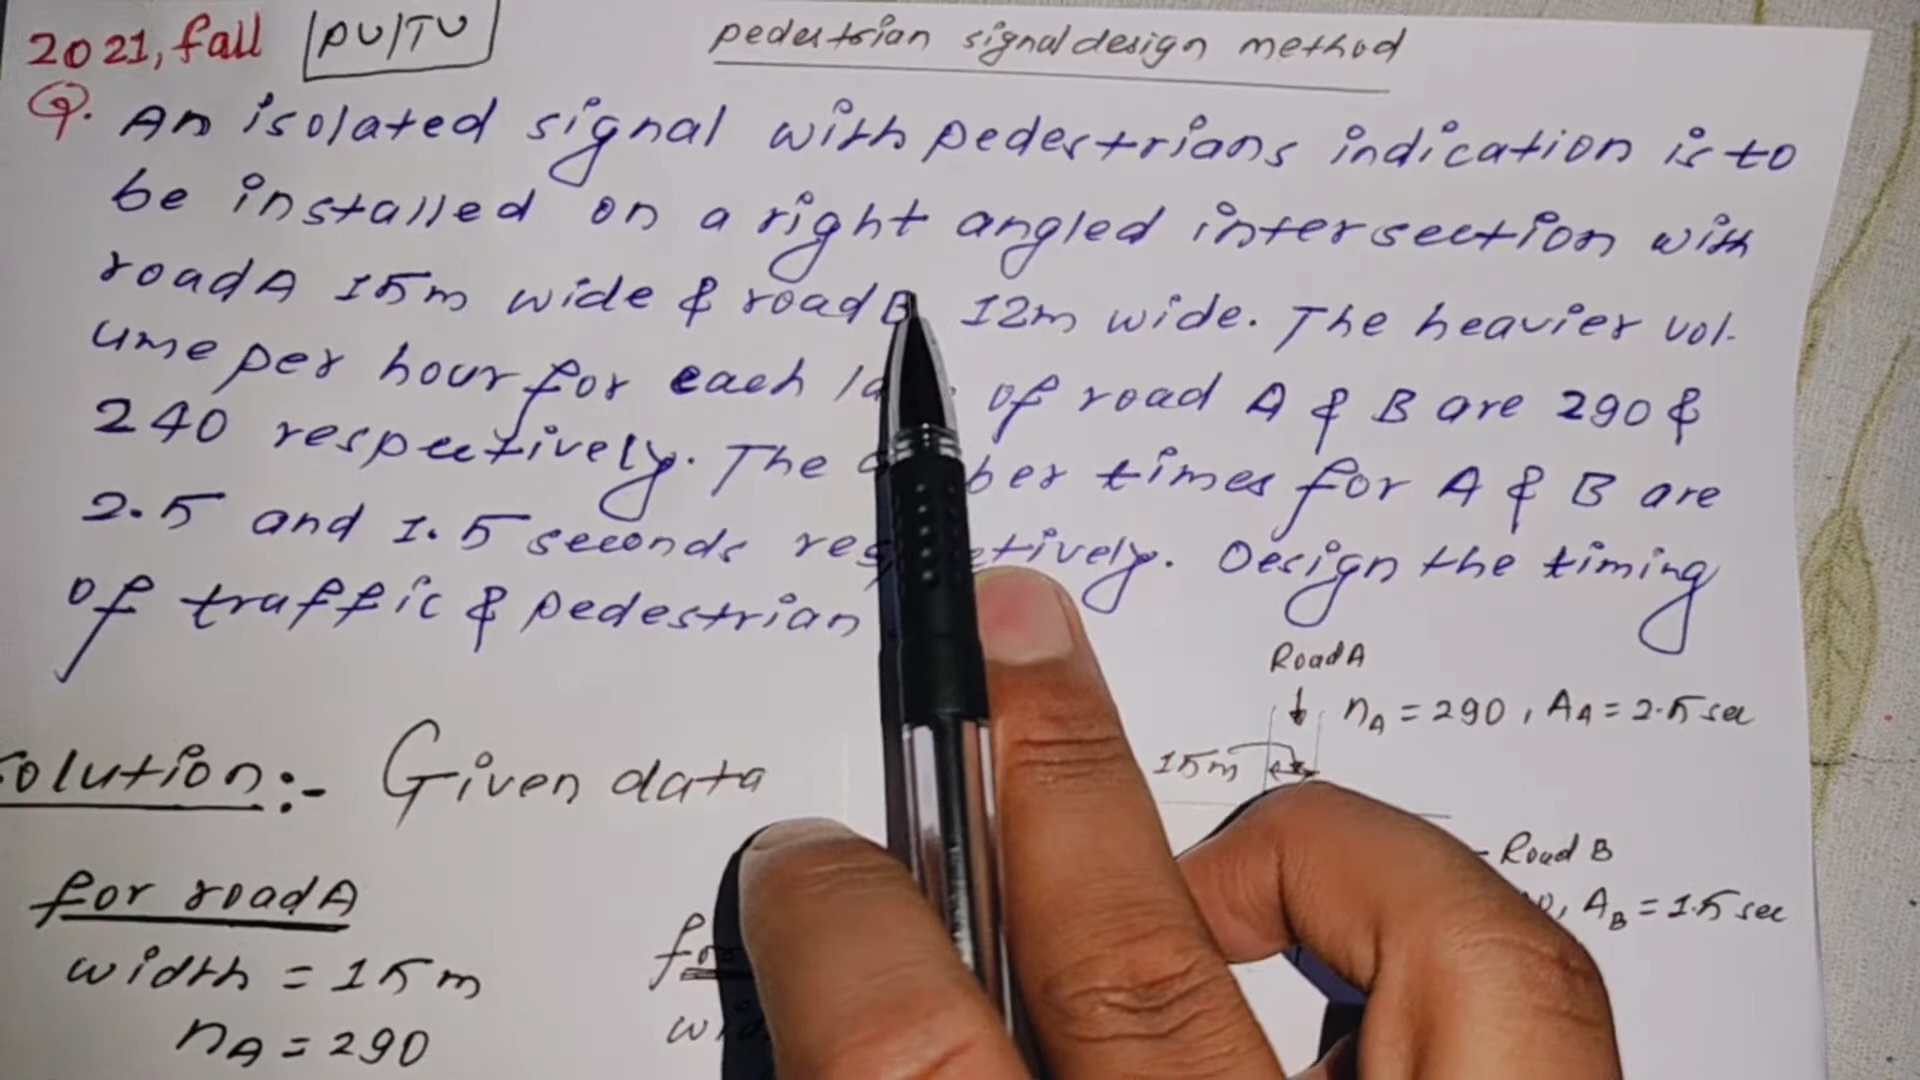 2021, fall PU/TU
pedestrian signal design method
Q. An isolated signal with pedestrians indication is to
be installed on a right angled intersection with
road A 15m wide & road B 12m wide. The heavier vol-
ume per hour for each of road A & B are 290 &
240 respectively. The times for A & B are
2.5 and 1.5 seconds respectively. Design the timing
of traffic & pedestrian
Road A
nA = 290, AA = 2.5 sec
15m
Solution:- Given data
Road B
, AB = 1.5 sec
for road A
width = 15m
nA = 290